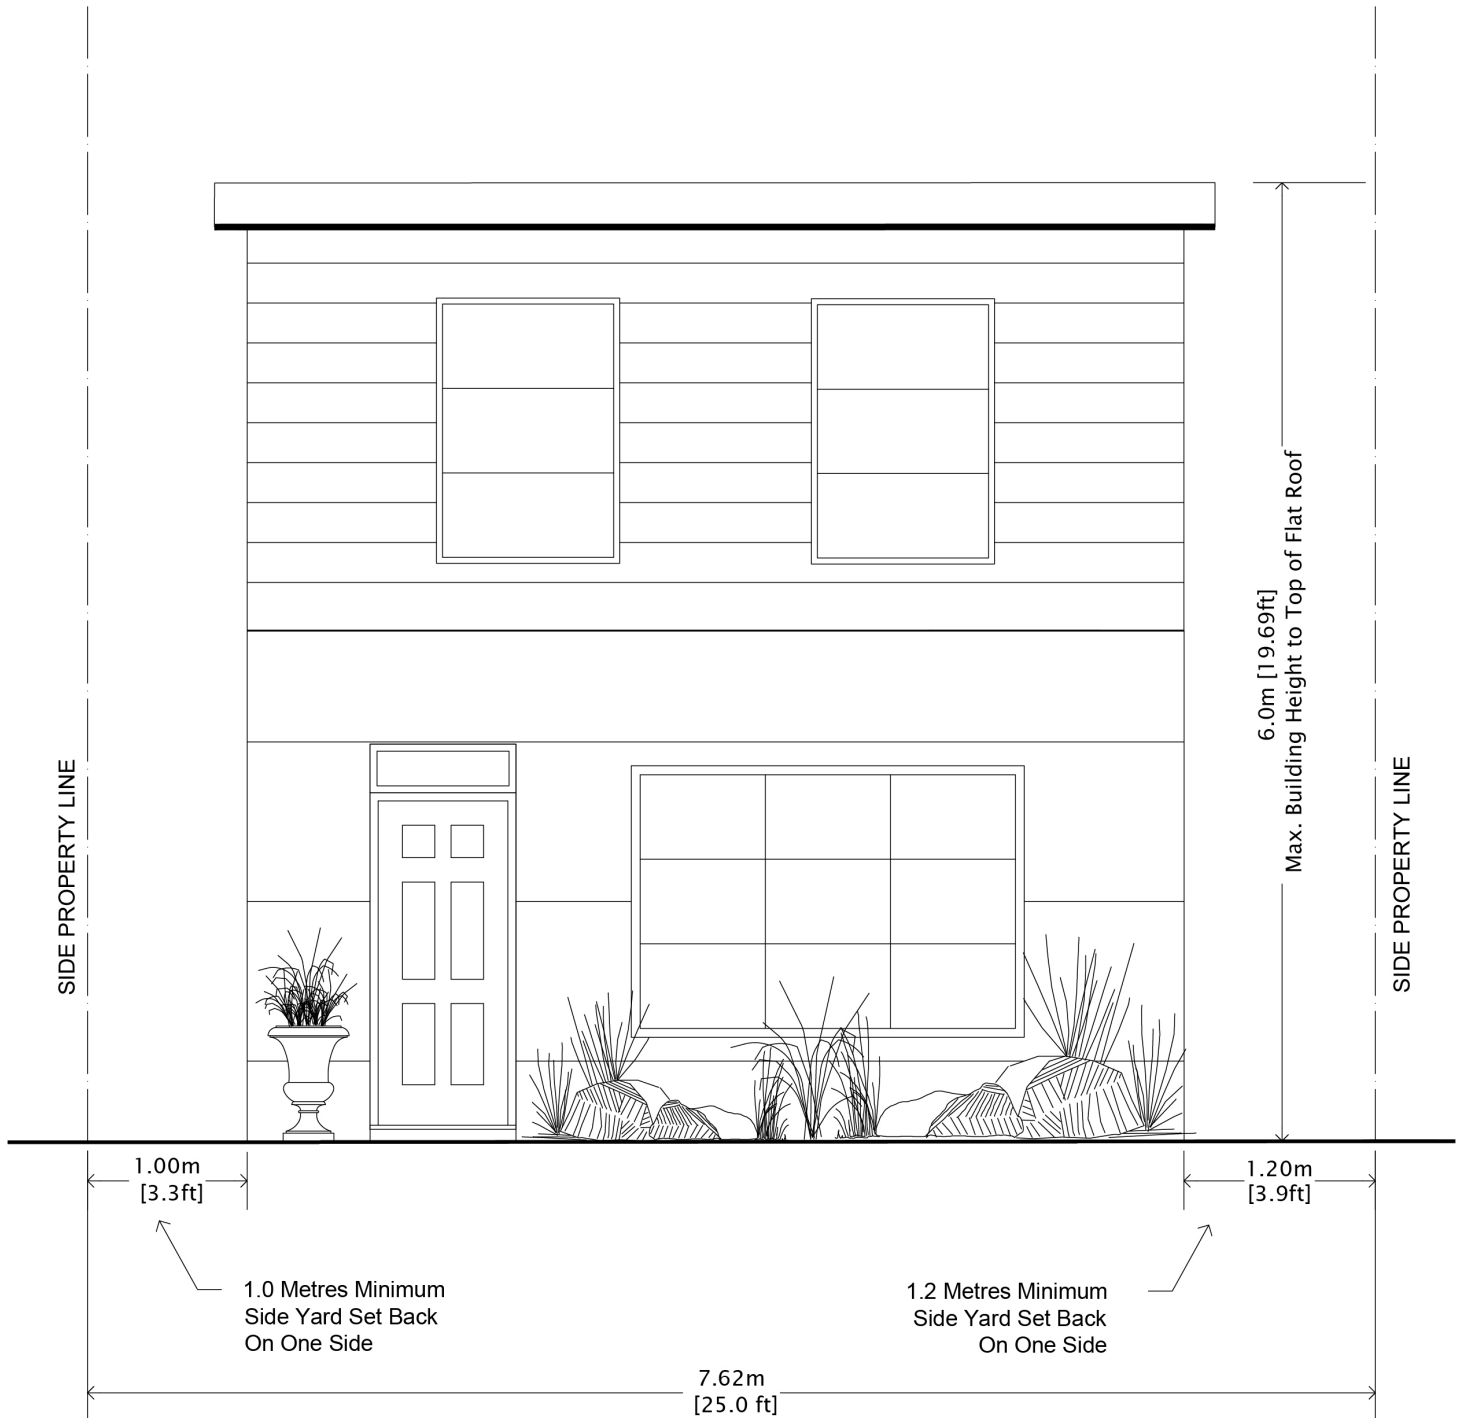 6.0m [19.69ft]
Max. Building Height to Top of Flat Roof
SIDE PROPERTY LINE
SIDE PROPERTY LINE
1.00m
[3.3ft]
1.20m
[3.9ft]
1.0 Metres Minimum
Side Yard Set Back
On One Side
1.2 Metres Minimum
Side Yard Set Back
On One Side
7.62m
[25.0 ft]